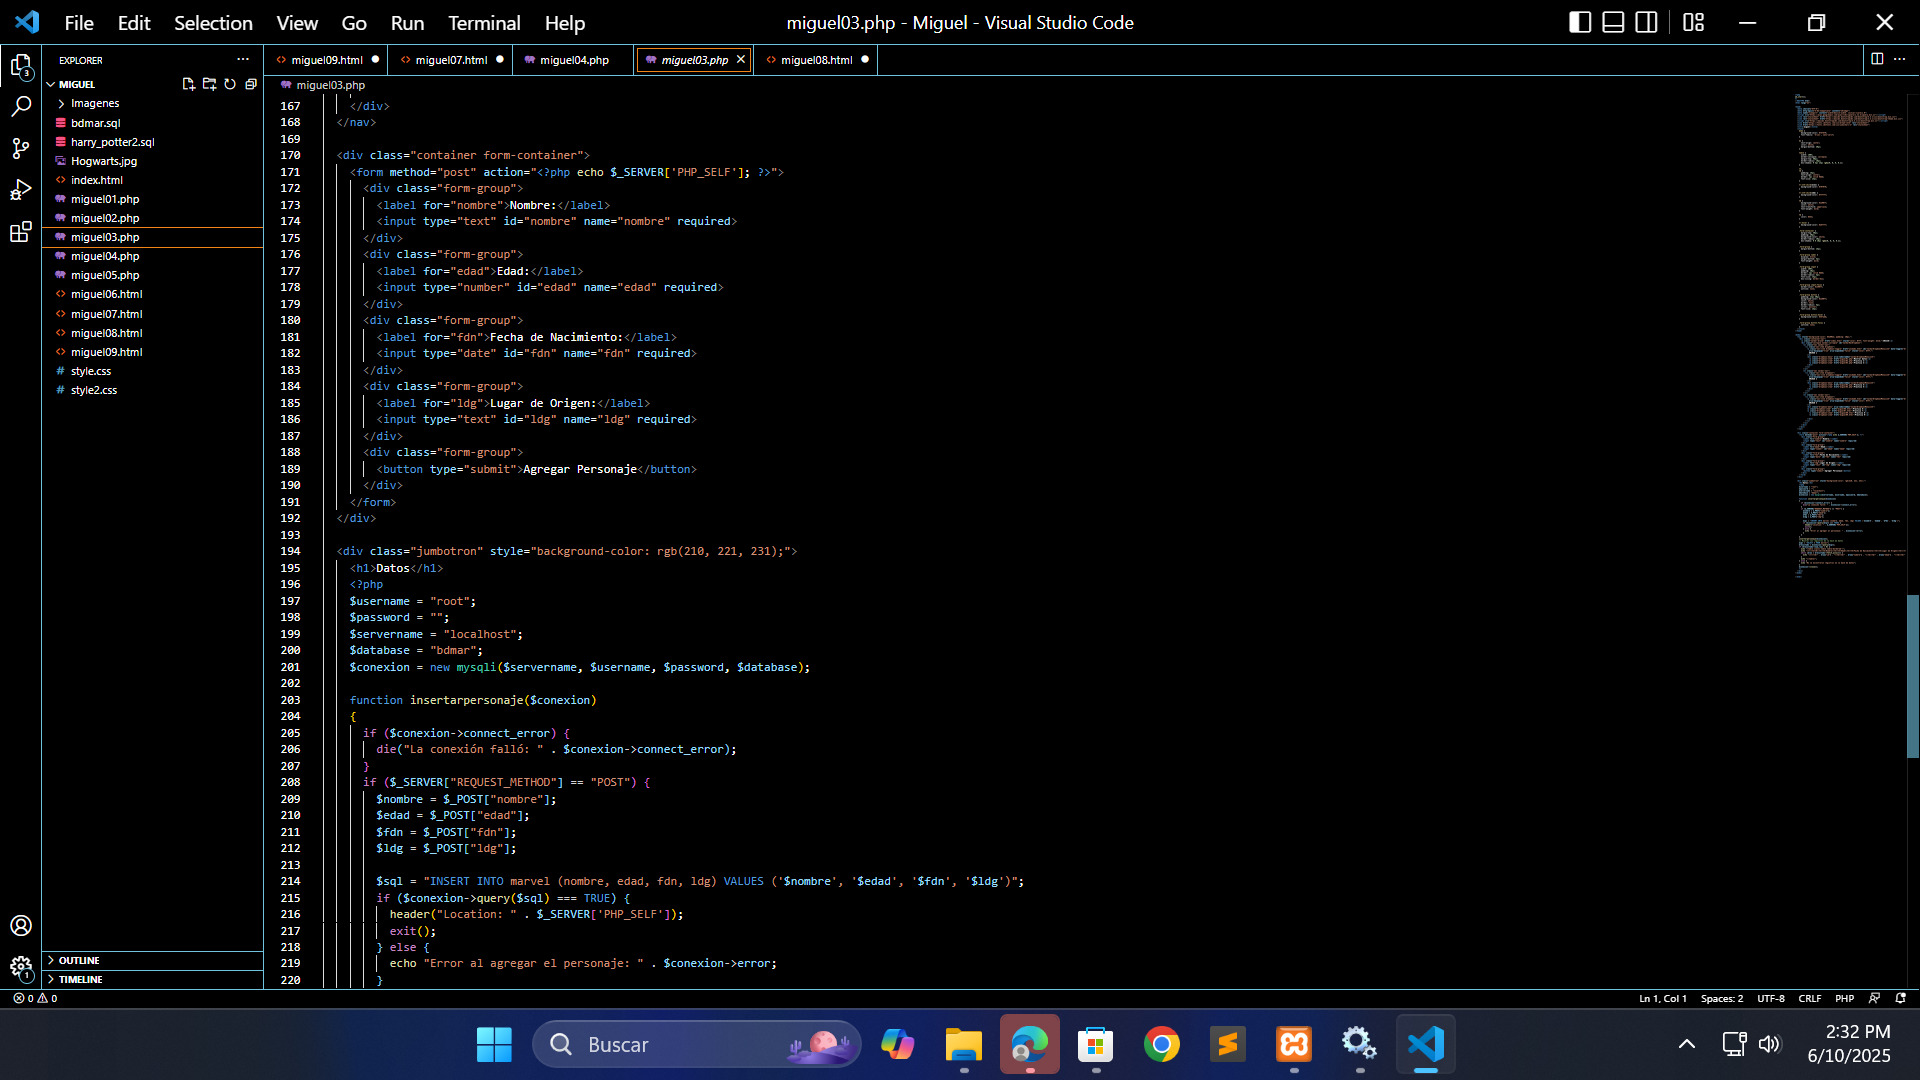 File Edit Selection View Go Run Terminal Help
miguel03.php - Miguel - Visual Studio Code
EXPLORER
MIGUEL
Imagenes
bdmar.sql
harry_potter2.sql
Hogwarts.jpg
index.html
miguel01.php
miguel02.php
miguel03.php
miguel04.php
miguel05.php
miguel06.html
miguel07.html
miguel08.html
miguel09.html
style.css
style2.css
OUTLINE
TIMELINE
3
1
miguel09.html miguel07.html miguel04.php miguel03.php miguel08.html
miguel03.php
167 </div>
168 </nav>
169
170 <div class="container form-container">
171 <form method="post" action="<?php echo $_SERVER['PHP_SELF']; ?>">
172 <div class="form-group">
173 <label for="nombre">Nombre:</label>
174 <input type="text" id="nombre" name="nombre" required>
175 </div>
176 <div class="form-group">
177 <label for="edad">Edad:</label>
178 <input type="number" id="edad" name="edad" required>
179 </div>
180 <div class="form-group">
181 <label for="fdn">Fecha de Nacimiento:</label>
182 <input type="date" id="fdn" name="fdn" required>
183 </div>
184 <div class="form-group">
185 <label for="ldg">Lugar de Origen:</label>
186 <input type="text" id="ldg" name="ldg" required>
187 </div>
188 <div class="form-group">
189 <button type="submit">Agregar Personaje</button>
190 </div>
191 </form>
192 </div>
193
194 <div class="jumbotron" style="background-color: rgb(210, 221, 231);">
195 <h1>Datos</h1>
196 <?php
197 $username = "root";
198 $password = "";
199 $servername = "localhost";
200 $database = "bdmar";
201 $conexion = new mysqli($servername, $username, $password, $database);
202
203 function insertarpersonaje($conexion)
204 {
205 if ($conexion->connect_error) {
206 die("La conexión falló: " . $conexion->connect_error);
207 }
208 if ($_SERVER["REQUEST_METHOD"] == "POST") {
209 $nombre = $_POST["nombre"];
210 $edad = $_POST["edad"];
211 $fdn = $_POST["fdn"];
212 $ldg = $_POST["ldg"];
213
214 $sql = "INSERT INTO marvel (nombre, edad, fdn, ldg) VALUES ('$nombre', '$edad', '$fdn', '$ldg')";
215 if ($conexion->query($sql) === TRUE) {
216 header("Location: " . $_SERVER['PHP_SELF']);
217 exit();
218 } else {
219 echo "Error al agregar el personaje: " . $conexion->error;
220 }
0 0
Ln 1, Col 1 Spaces: 2 UTF-8 CRLF PHP
Buscar
2:32 PM
6/10/2025